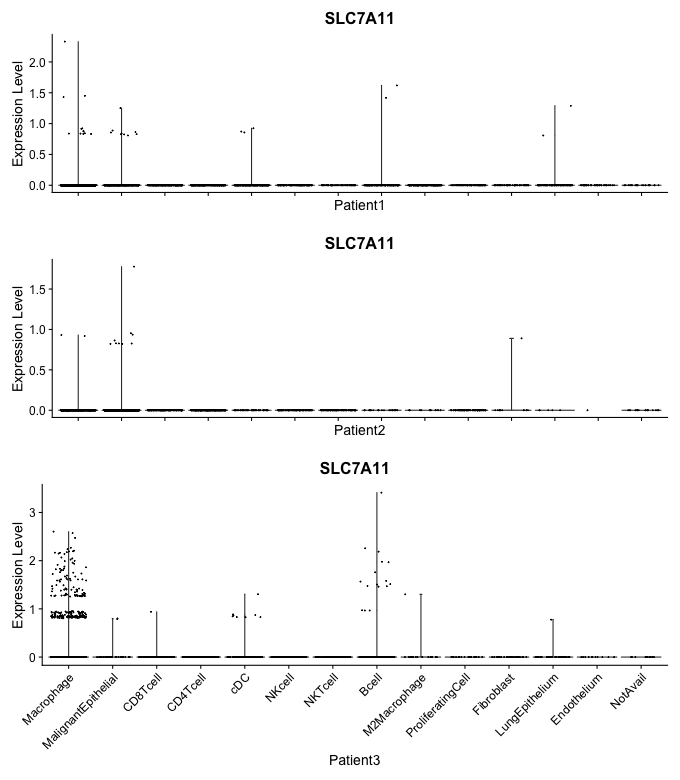 SLC7A11
Expression Level
2.0
1.5
1.0
0.5
0.0
Patient1
SLC7A11
Expression Level
1.5
1.0
0.5
0.0
Patient2
SLC7A11
Expression Level
3
2
1
0
Macrophage
MalignantEpithelial
CD8Tcell
CD4Tcell
cDC
NKcell
NKTcell
Bcell
M2Macrophage
ProliferatingCell
Fibroblast
LungEpithelium
Endothelium
NotAvail
Patient3